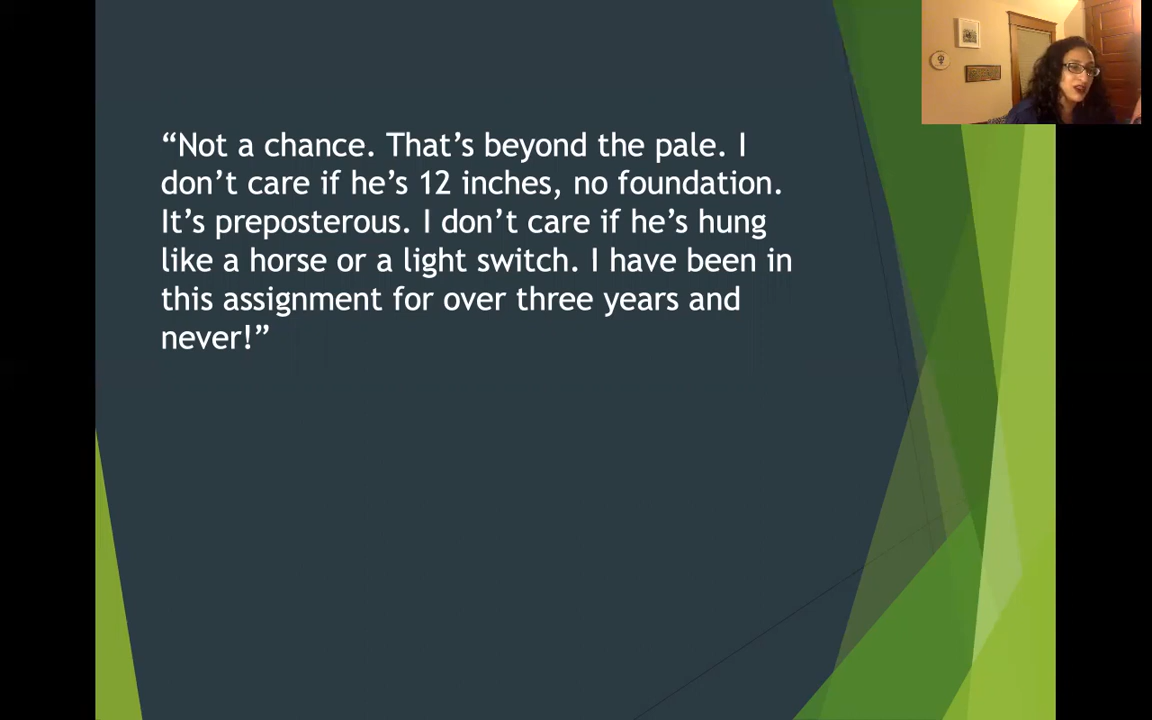 “Not a chance. That’s beyond the pale. I
don’t care if he’s 12 inches, no foundation.
It’s preposterous. I don’t care if he’s hung
like a horse or a light switch. I have been in
this assignment for over three years and
never!”